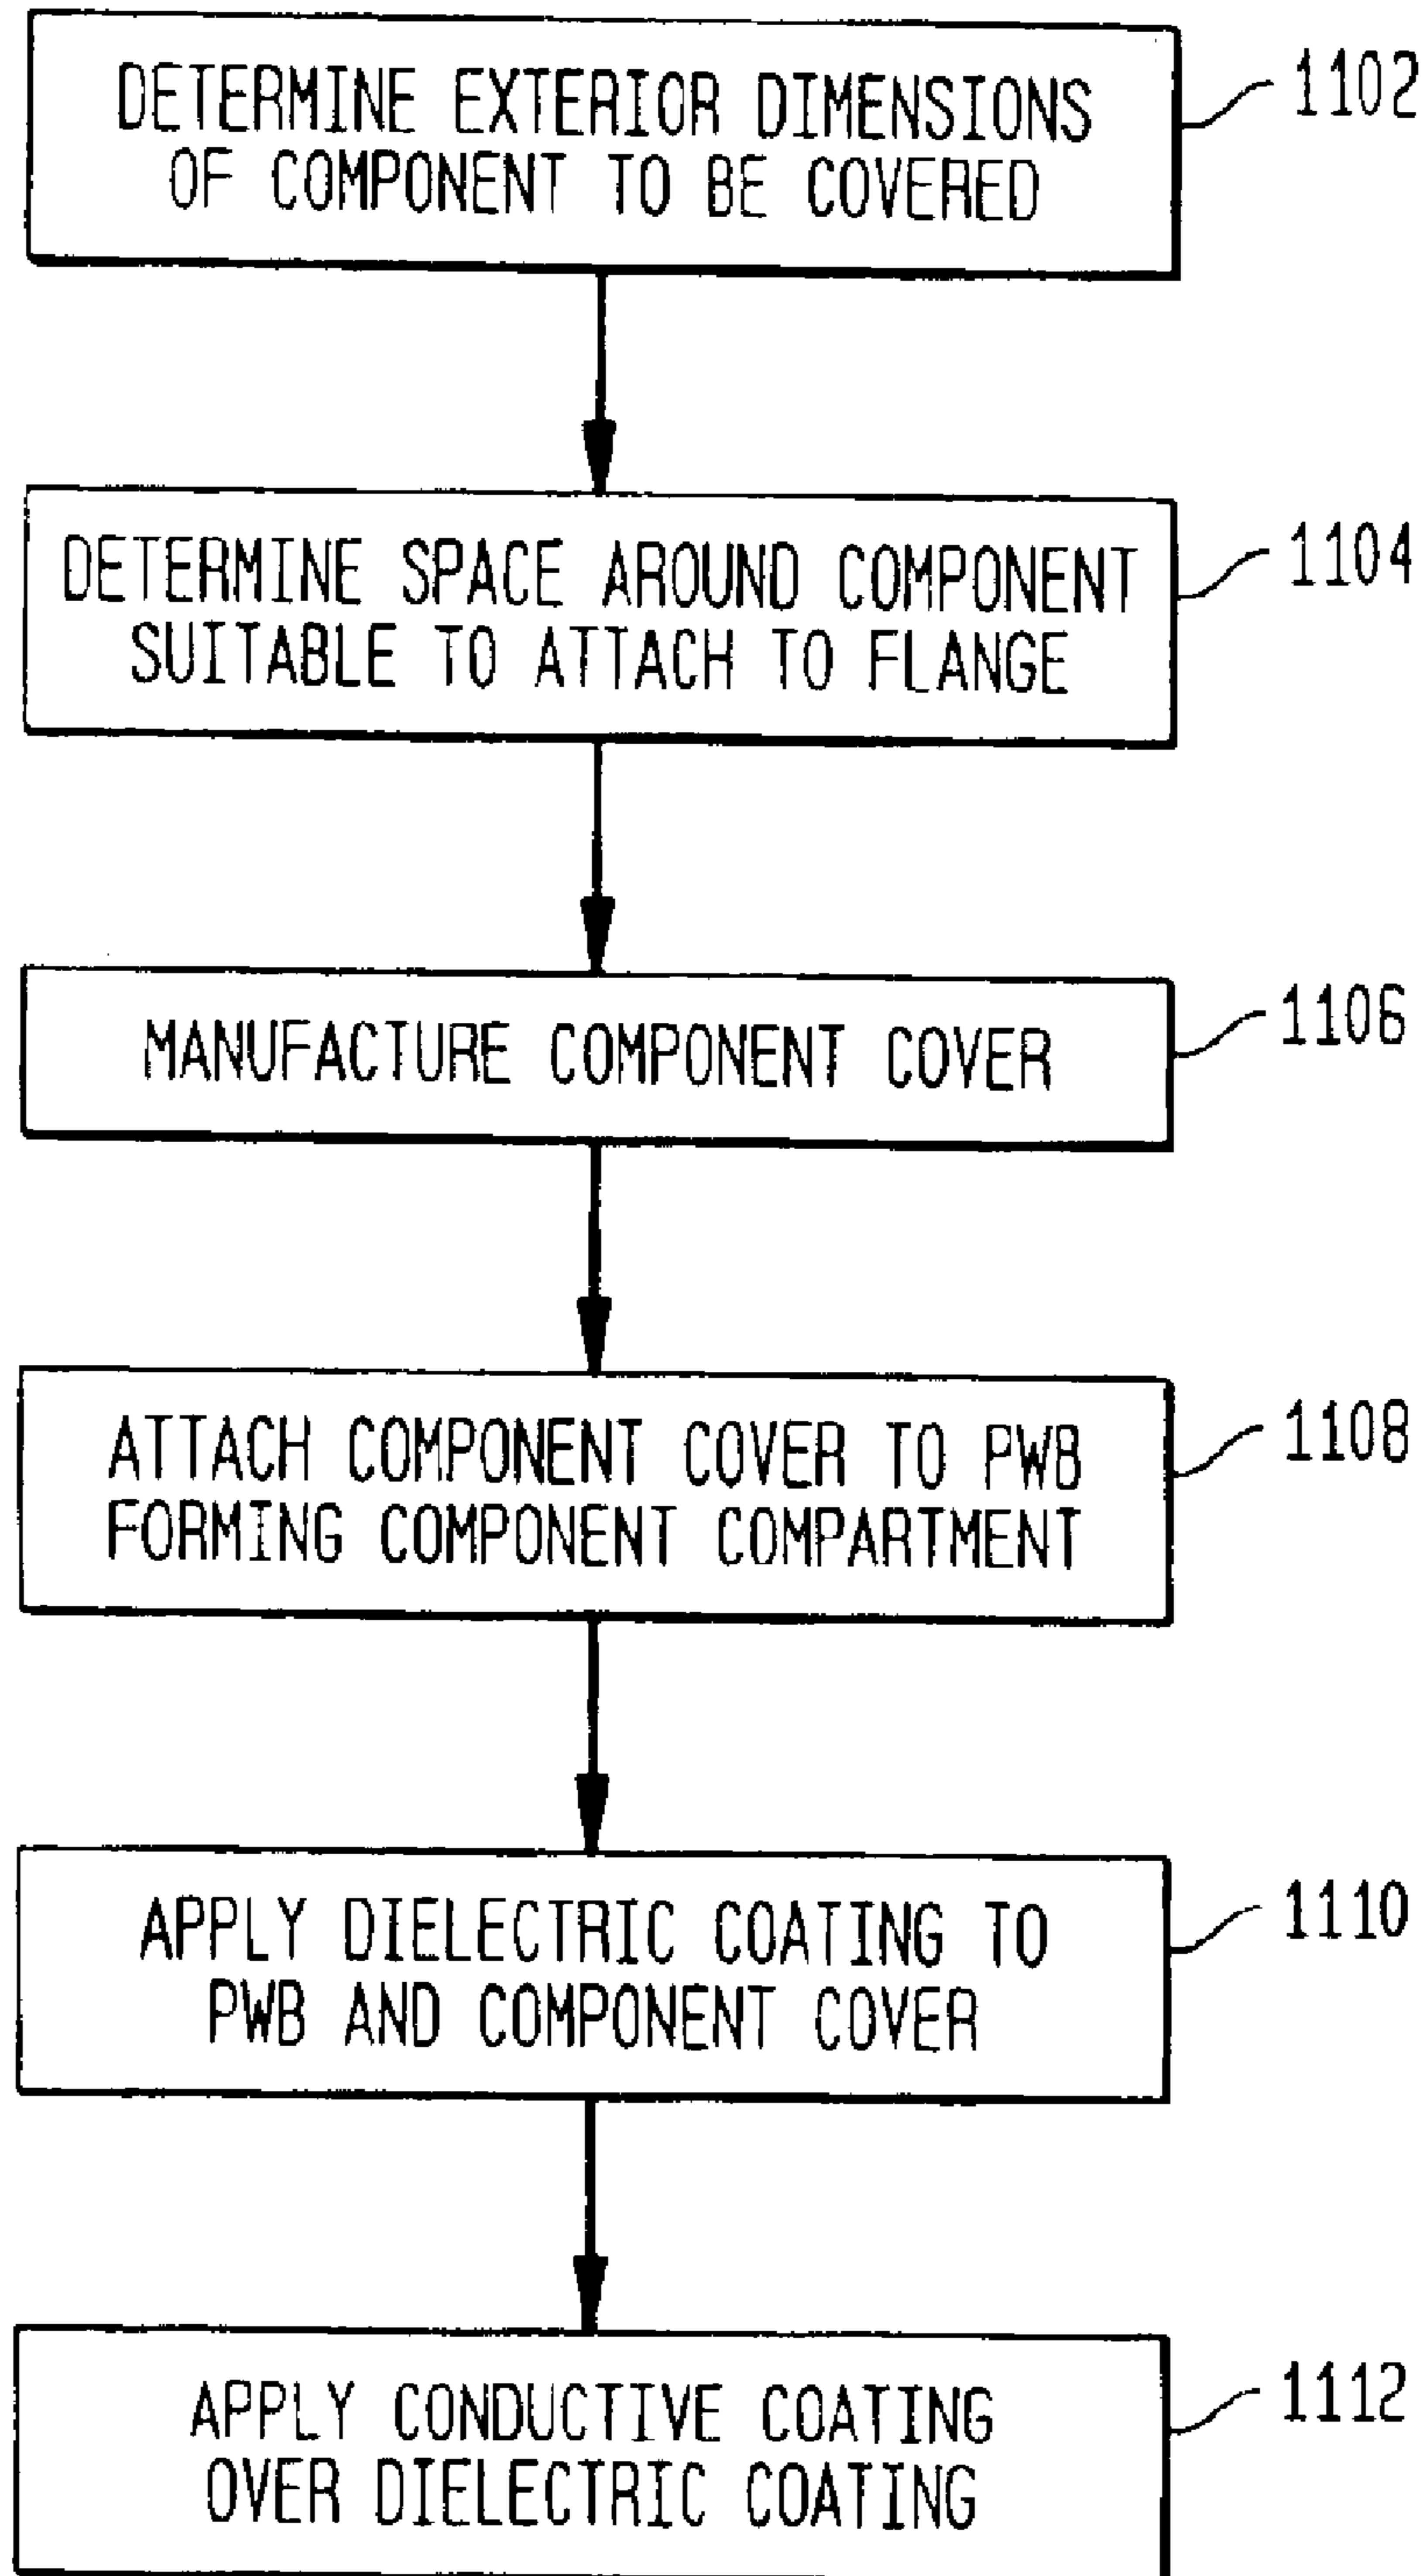 DETERMINE EXTERIOR DIMENSIONS
OF COMPONENT TO BE COVERED
1102
DETERMINE SPACE AROUND COMPONENT
SUITABLE TO ATTACH TO FLANGE
1104
MANUFACTURE COMPONENT COVER
1106
ATTACH COMPONENT COVER TO PWB
FORMING COMPONENT COMPARTMENT
1108
APPLY DIELECTRIC COATING TO
PWB AND COMPONENT COVER
1110
APPLY CONDUCTIVE COATING
OVER DIELECTRIC COATING
1112